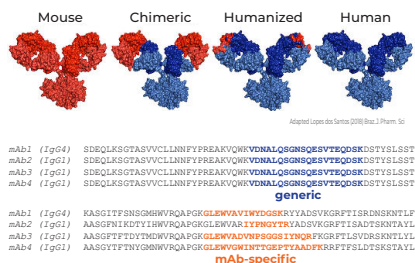 Mouse Chimeric Humanized Human
Adapted Lopes dos Santos (2018) Braz. J Pharm. Sci
mAb1 (IgG4) SDEQLKSGTASVVCLLNNFYPREAKVQWKVDNALQSGNSQESVTEQDSKDSTYSLSST
mAb2 (IgG1) SDEQLKSGTASVVCLLNNFYPREAKVQWKVDNALQSGNSQESVTEQDSKDSTYSLSST
mAb3 (IgG1) SDEQLKSGTASVVCLLNNFYPREAKVQWKVDNALQSGNSQESVTEQDSKDSTYSLSST
mAb4 (IgG1) SDEQLKSGTASVVCLLNNFYPREAKVQWKVDNALQSGNSQESVTEQDSKDSTYSLSST
generic
mAb1 (IgG4) KASGITFSNSGMHWVRQAPGKGLEWVAVIWYDGSKRYYADSVKGRFTISRDNSKNTLF
mAb2 (IgG1) AASGFNIKDTYIHWVRQAPGKGLEWVARIYPNGYTRYADSVKGRFTISADTSKNTAYL
mAb3 (IgG1) AASGFTFTDYTMDWVRQAPGKGLEWVADVNPNSGGSIYNQRFKGRFTLSVDRSKNTLY
mAb4 (IgG1) AASGYTFTNYGMNWVRQAPGKGLEWVGWINTYTGEPTYAADFKRRFTFSLDTSKSTAYL
mAb-specific